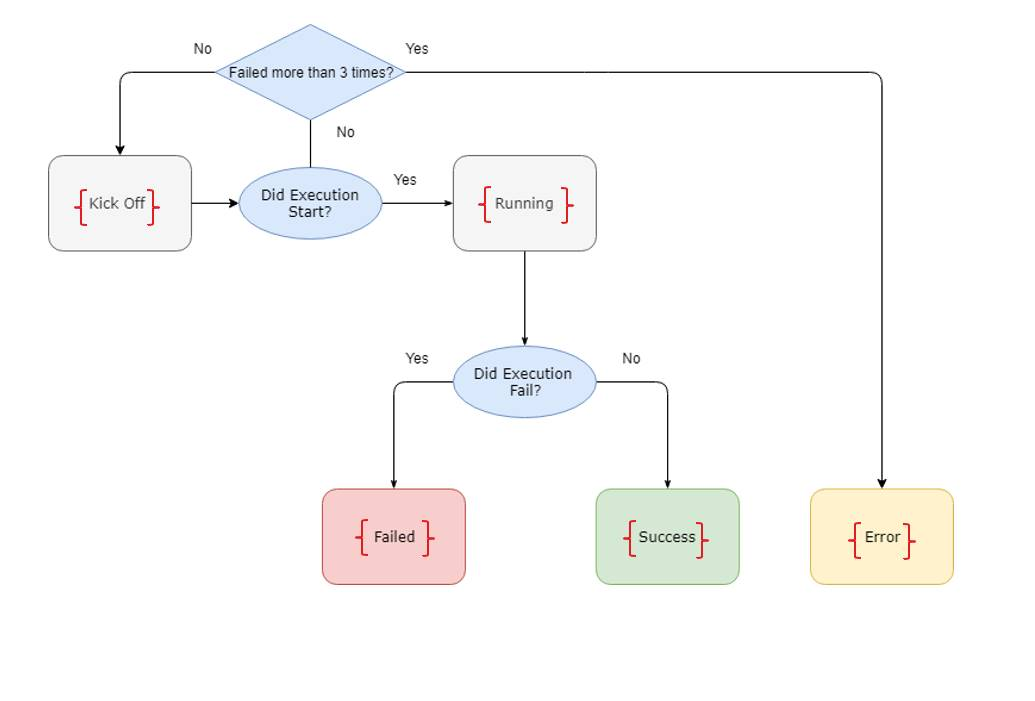 No
Yes
Failed more than 3 times?
No
{Kick Off}
Did Execution
Start?
Yes
{Running}
Yes
Did Execution
Fail?
No
{Failed}
{Success}
{Error}